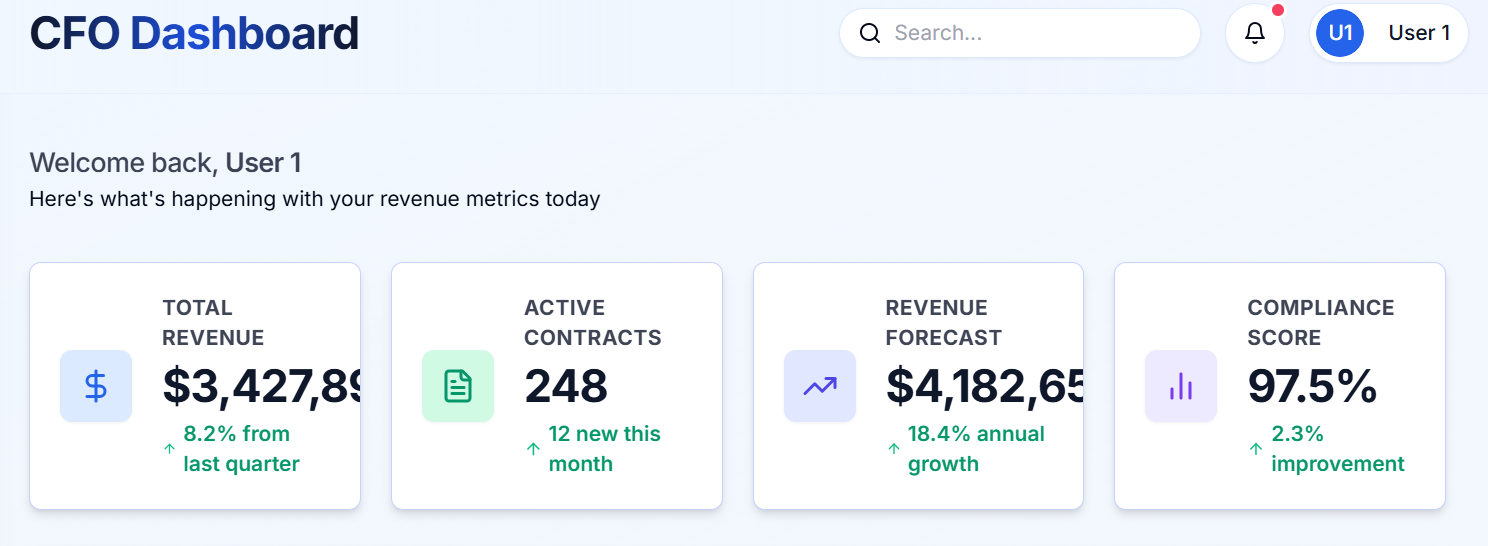 CFO Dashboard
Search...
U1
User 1
Welcome back, User 1
Here's what's happening with your revenue metrics today
TOTAL
REVENUE
$3,427,89
8.2% from
last quarter
ACTIVE
CONTRACTS
248
12 new this
month
REVENUE
FORECAST
$4,182,65
18.4% annual
growth
COMPLIANCE
SCORE
97.5%
2.3%
improvement